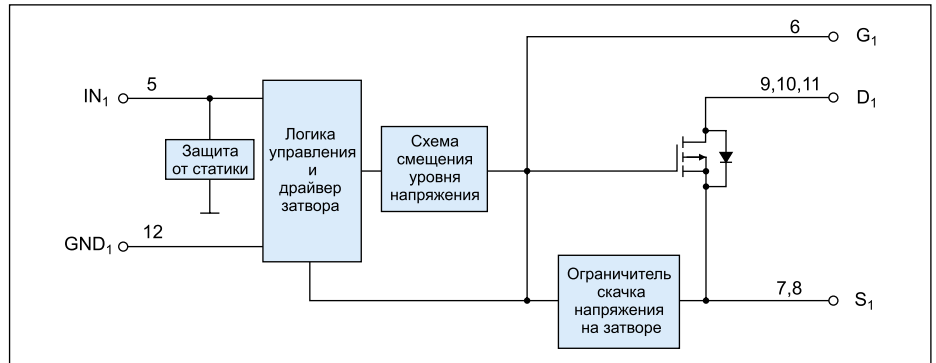 6
G1
5
IN1
9,10,11
D1
Защита
от статики
Логика
управления
и
драйвер
затвора
Схема
смещения
уровня
напряжения
12
GND1
Ограничитель
скачка
напряжения
на затворе
7,8
S1